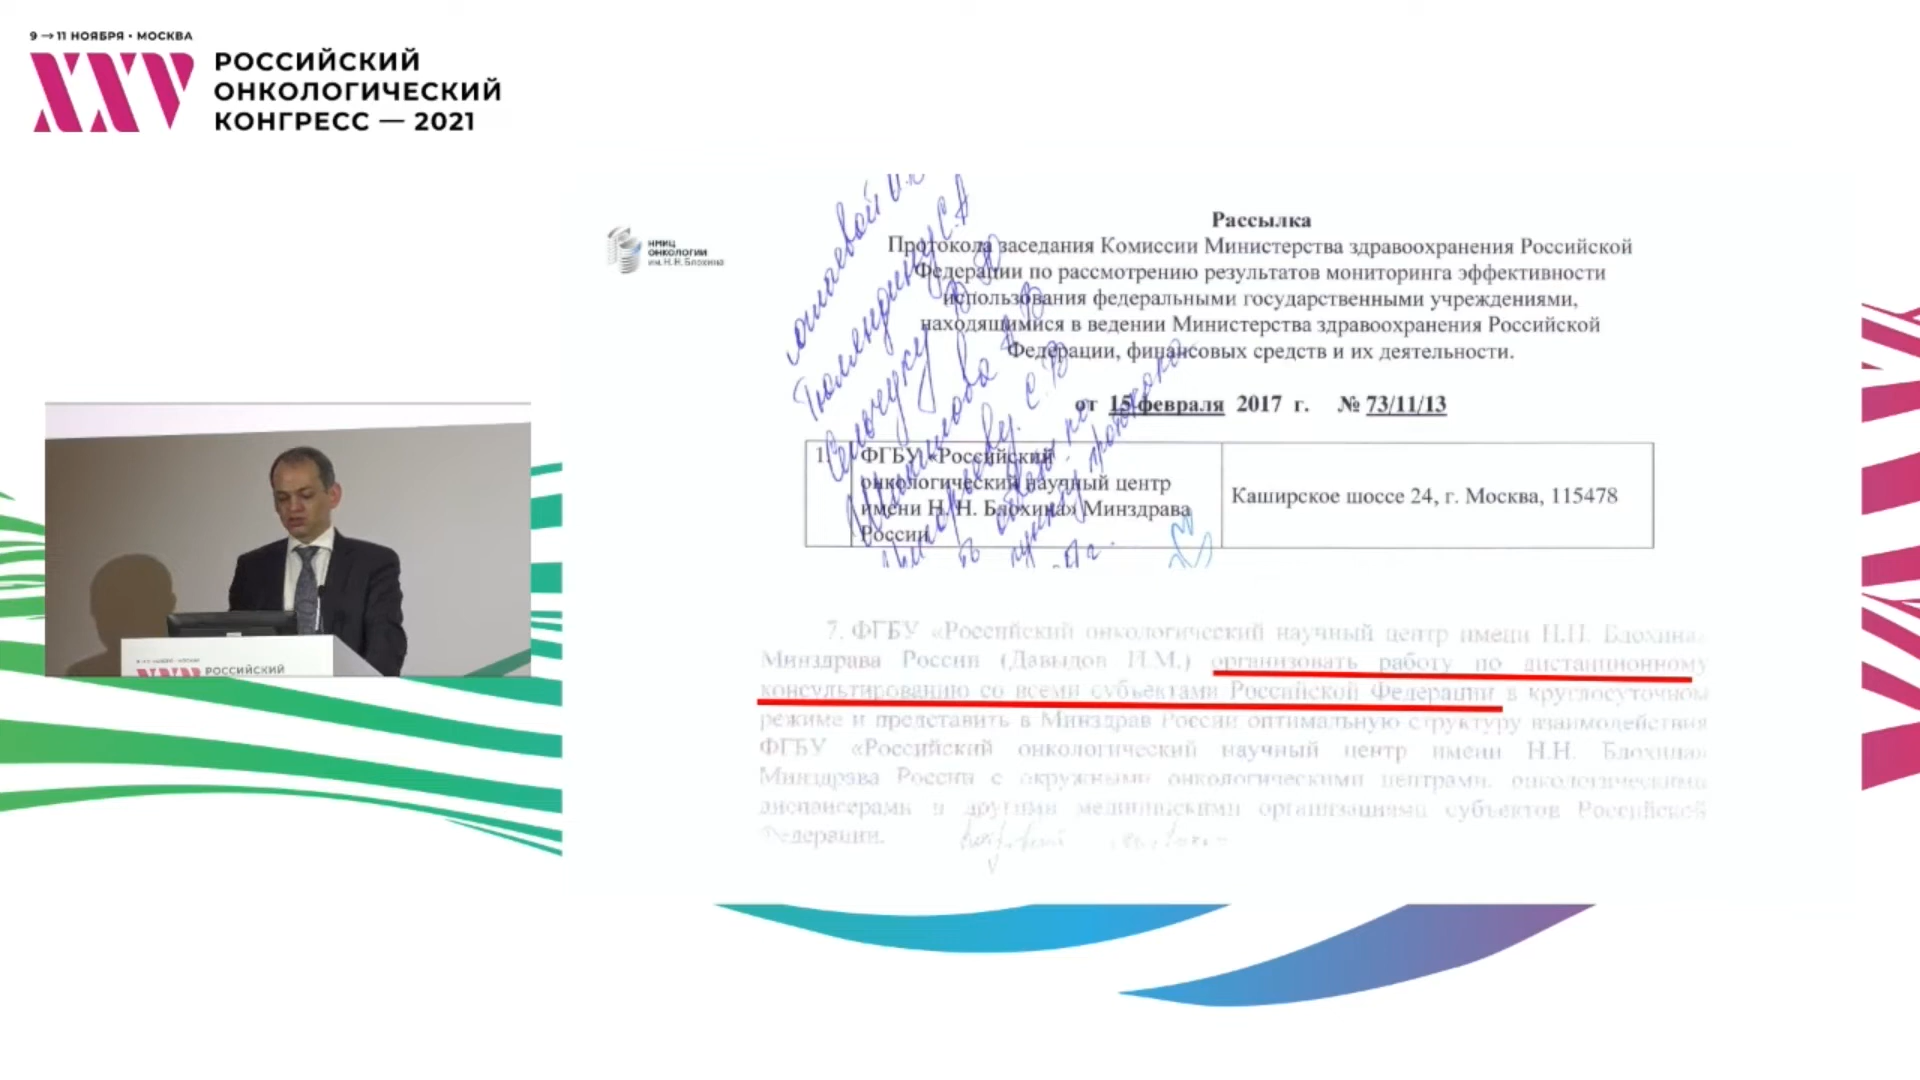 9 → 11 НОЯБРЯ • МОСКВА
XXV
РОССИЙСКИЙ
ОНКОЛОГИЧЕСКИЙ
КОНГРЕСС — 2021
НМИЦ
ОНКОЛОГИИ
им. Н.Н. Блохина
Рассылка
Протокола заседания Комиссии Министерства здравоохранения Российской
Федерации по рассмотрению результатов мониторинга эффективности
использования федеральными государственными учреждениями,
находящимися в ведении Министерства здравоохранения Российской
Федерации, финансовых средств и их деятельности.
от 15 февраля 2017 г. № 73/11/13
1. ФГБУ «Российский
онкологический научный центр
имени Н. Н. Блохина» Минздрава
России
Каширское шоссе 24, г. Москва, 115478
7. ФГБУ «Российский онкологический научный центр имени Н.Н. Блохина»
Минздрава России (Давыдов И.М.) организовать работу по дистанционному
консультированию со всеми субъектами Российской Федерации в круглосуточном
режиме и представить в Минздрав России оптимальную структуру взаимодействия
ФГБУ «Российский онкологический научный центр имени Н.Н. Блохина»
Минздрава России с окружными онкологическими центрами, онкологическими
диспансерами и другими медицинскими организациями субъектов Российской
Федерации.
РОССИЙСКИЙ